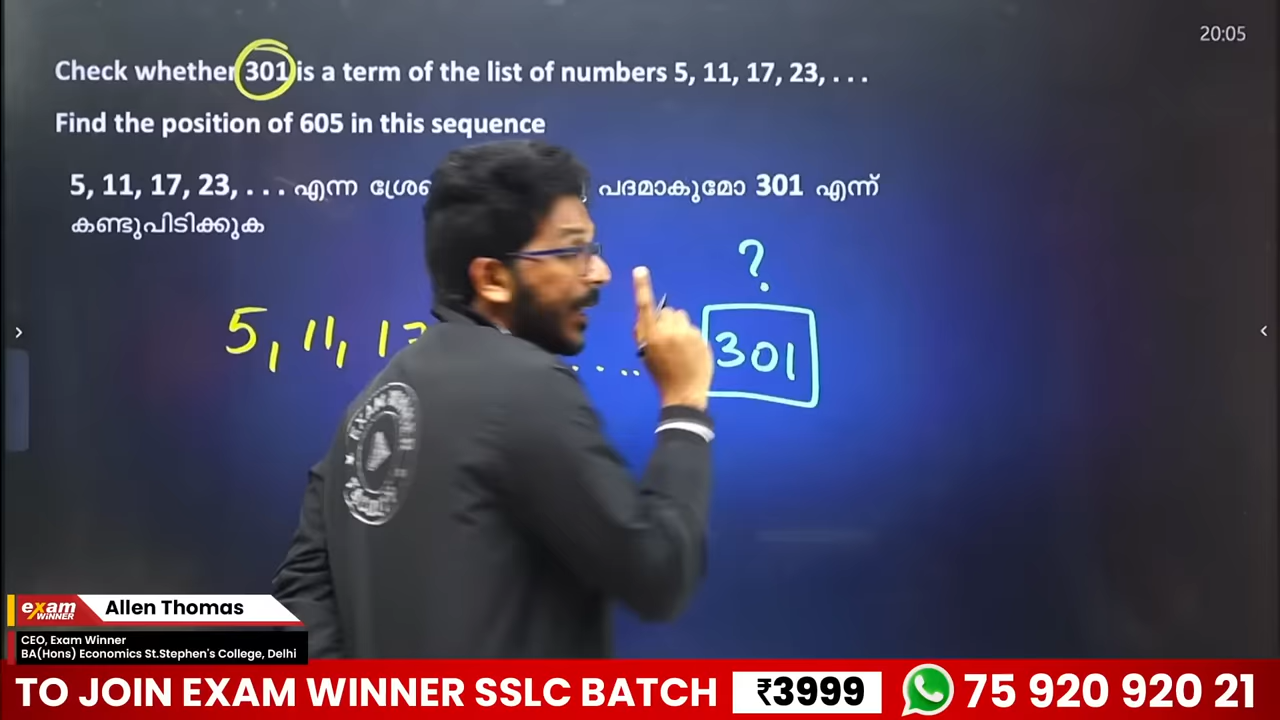 20:05
Check whether 301 is a term of the list of numbers 5, 11, 17, 23, . . .
Find the position of 605 in this sequence
5, 11, 17, 23, . . . എന്ന പദമാകുമോ 301 എന്ന്
കണ്ടുപിടിക്കുക
?
5, 11, 17 ..... 301
exam WINNER
Allen Thomas
CEO, Exam Winner
BA(Hons) Economics St.Stephen's College, Delhi
TO JOIN EXAM WINNER SSLC BATCH ₹3999 75 920 920 21